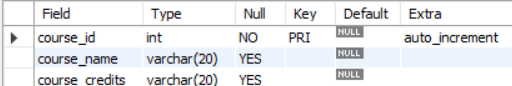 Field Type Null Key Default Extra
course_id int NO PRI NULL auto_increment
course_name varchar(20) YES NULL
course_credits varchar(20) YES NULL